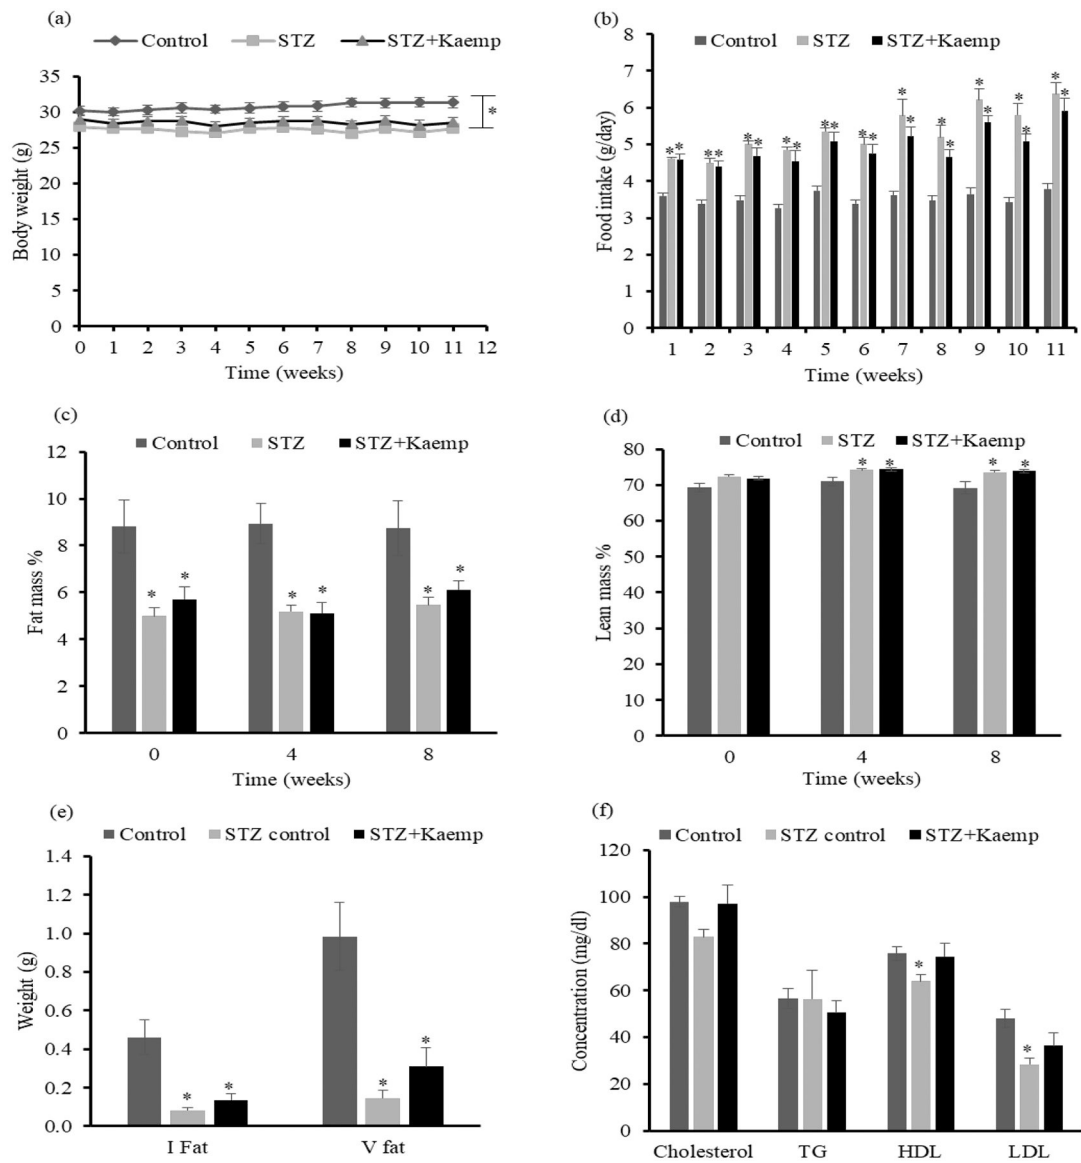 (a)
Control STZ STZ+Kaemp
35
30
25
20
15
10
5
0
*
Body weight (g)
0 1 2 3 4 5 6 7 8 9 10 11 12
Time (weeks)
(b)
Control STZ STZ+Kaemp
8
7
6
5
4
3
2
1
0
Food intake (g/day)
** ** ** ** ** ** ** ** ** ** **
1 2 3 4 5 6 7 8 9 10 11
Time (weeks)
(c)
Control STZ STZ+Kaemp
12
10
8
6
4
2
0
Fat mass %
* * * * * *
0 4 8
Time (weeks)
(d)
Control STZ STZ+Kaemp
80
70
60
50
40
30
20
10
0
Lean mass %
* * * *
0 4 8
Time (weeks)
(e)
Control STZ control STZ+Kaemp
1.4
1.2
1.0
0.8
0.6
0.4
0.2
0.0
Weight (g)
* * * *
I Fat V fat
(f)
Control STZ control STZ+Kaemp
120
100
80
60
40
20
0
Concentration (mg/dl)
* *
Cholesterol TG HDL LDL